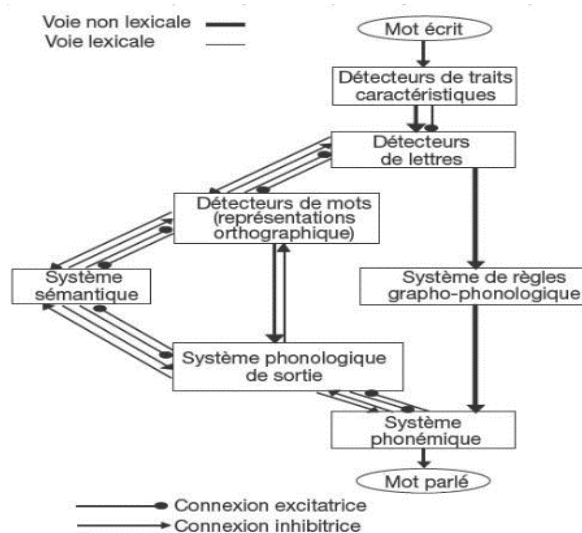 Voie non lexicale
Voie lexicale
Mot écrit
Détecteurs de traits
caractéristiques
Détecteurs
de lettres
Détecteurs de mots
(représentations
orthographique)
Système
sémantique
Système de règles
grapho-phonologique
Système phonologique
de sortie
Système
phonémique
Mot parlé
Connexion excitatrice
Connexion inhibitrice